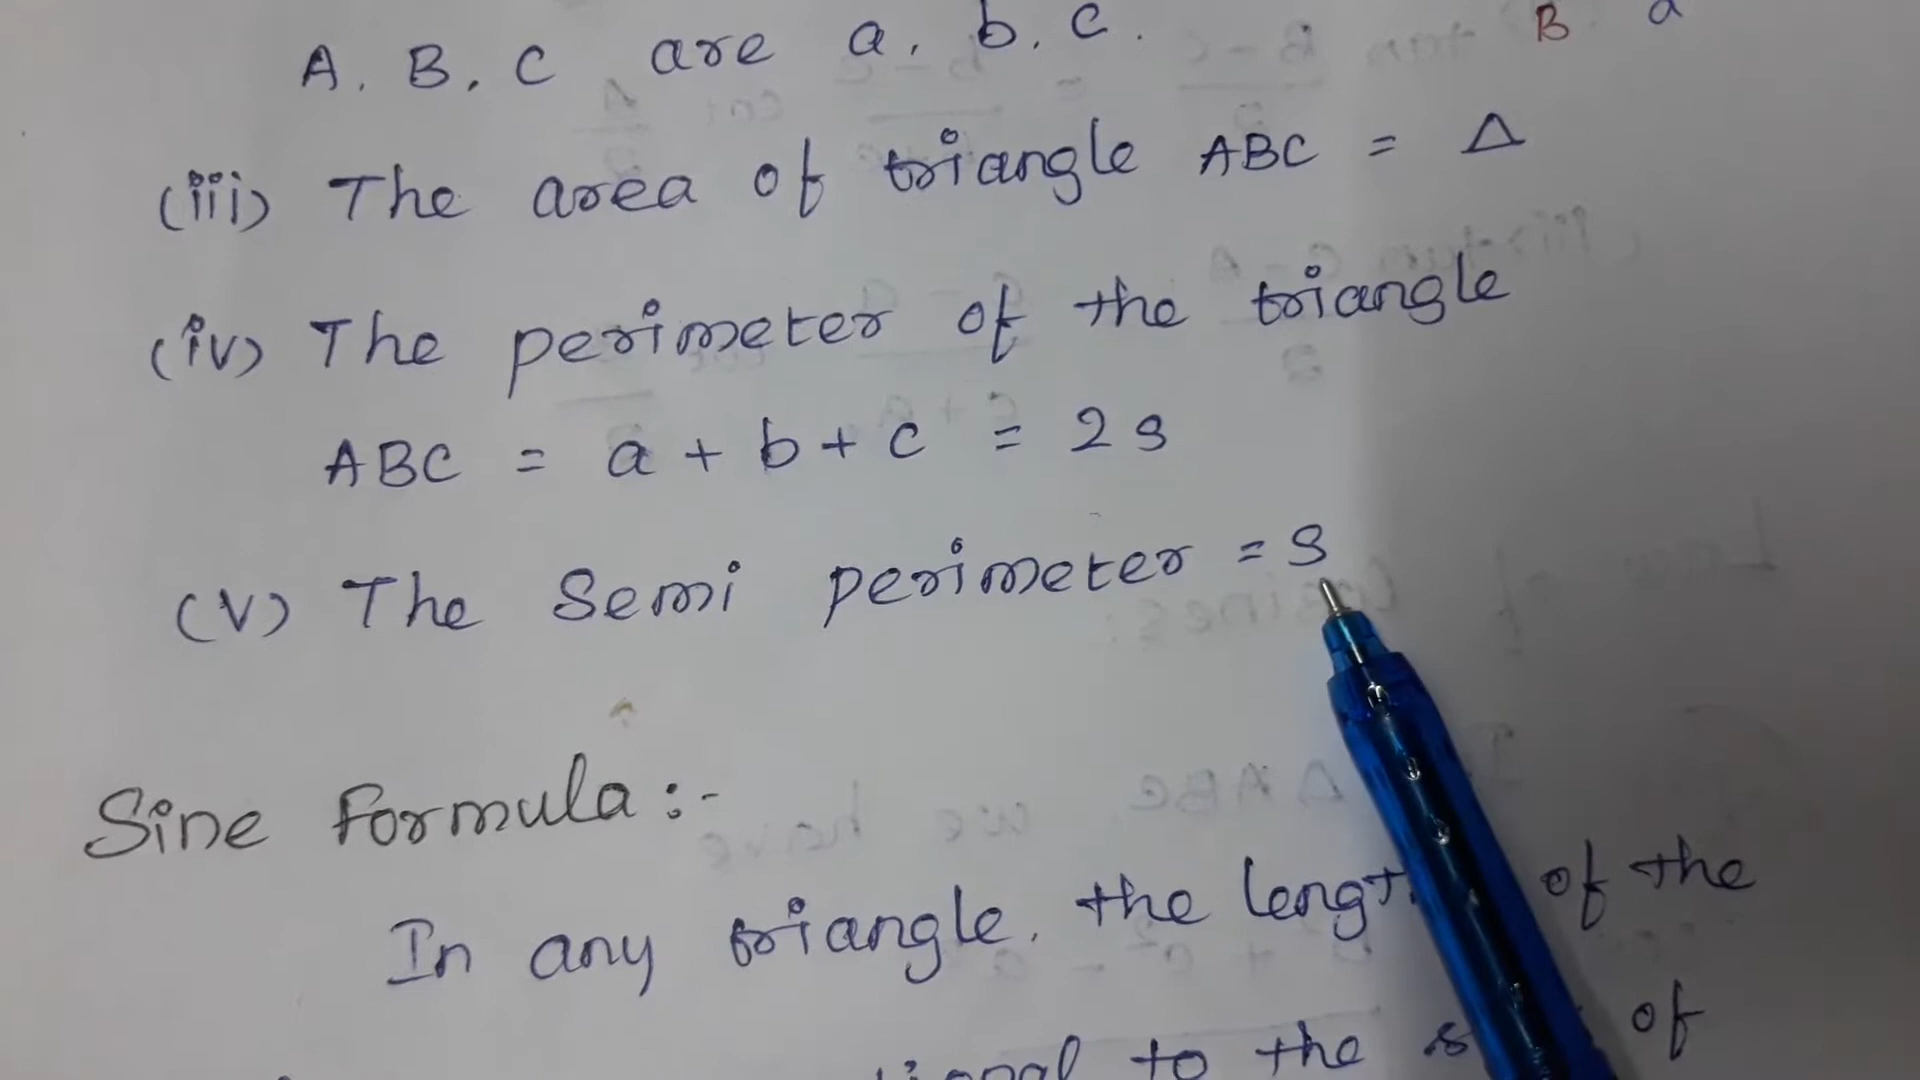 A, B, C are a, b, c.
B a
(iii) The area of triangle ABC = Δ
(iv) The perimeter of the triangle
ABC = a + b + c = 2s
(v) The Semi perimeter = s
Sine Formula :-
In any triangle, the of the
to the of